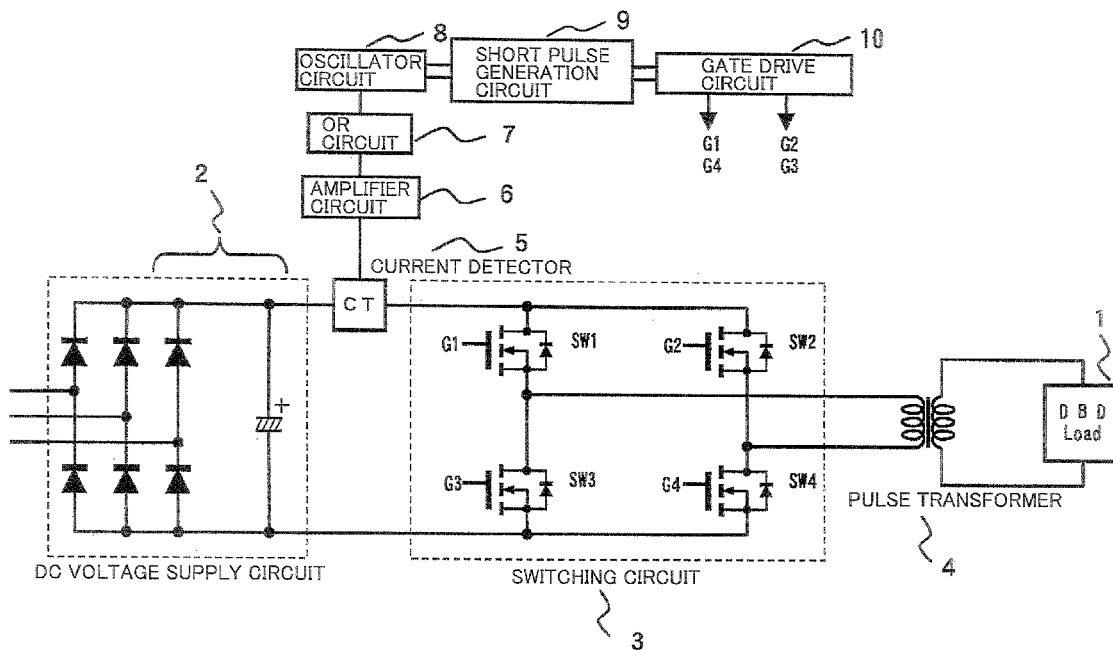 8
9
10
OSCILLATOR
CIRCUIT
SHORT PULSE
GENERATION
CIRCUIT
GATE DRIVE
CIRCUIT
OR
CIRCUIT
7
G1
G4
G2
G3
2
AMPLIFIER
CIRCUIT
6
5
CURRENT DETECTOR
CT
G1
SW1
G2
SW2
1
+
D B D
Load
G3
SW3
G4
SW4
PULSE TRANSFORMER
4
DC VOLTAGE SUPPLY CIRCUIT
SWITCHING CIRCUIT
3